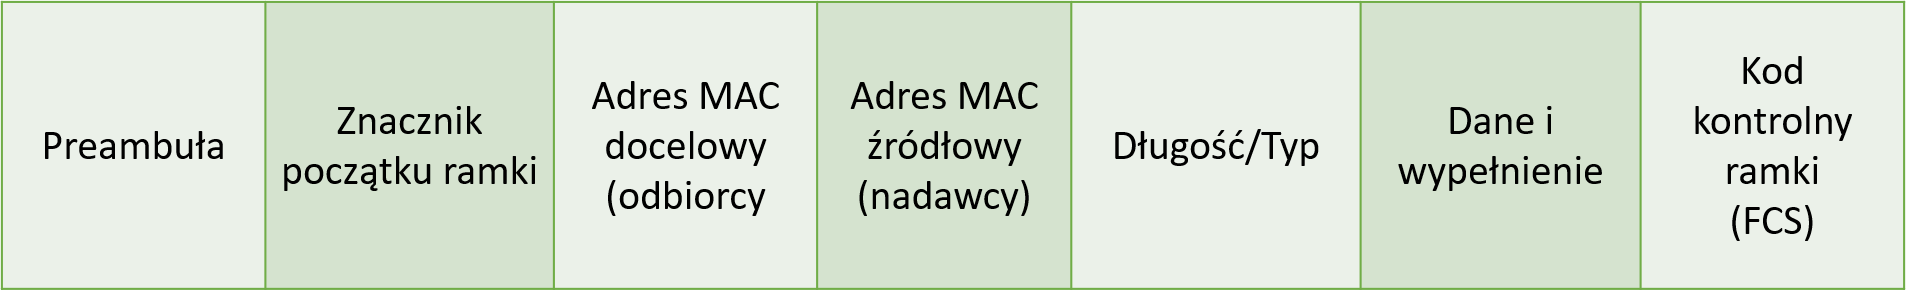 Preambuła
Znacznik
początku ramki
Adres MAC
docelowy
(odbiorcy
Adres MAC
źródłowy
(nadawcy)
Długość/Typ
Dane i
wypełnienie
Kod
kontrolny
ramki
(FCS)